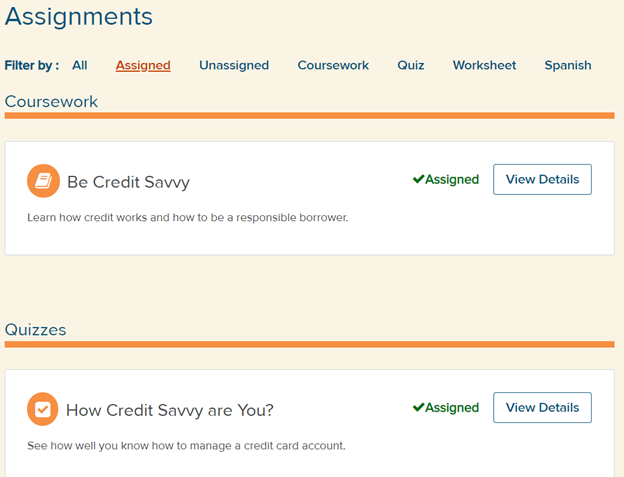 Assignments
Filter by : All Assigned Unassigned Coursework Quiz Worksheet Spanish
Coursework
Be Credit Savvy Assigned View Details
Learn how credit works and how to be a responsible borrower.
Quizzes
How Credit Savvy are You? Assigned View Details
See how well you know how to manage a credit card account.